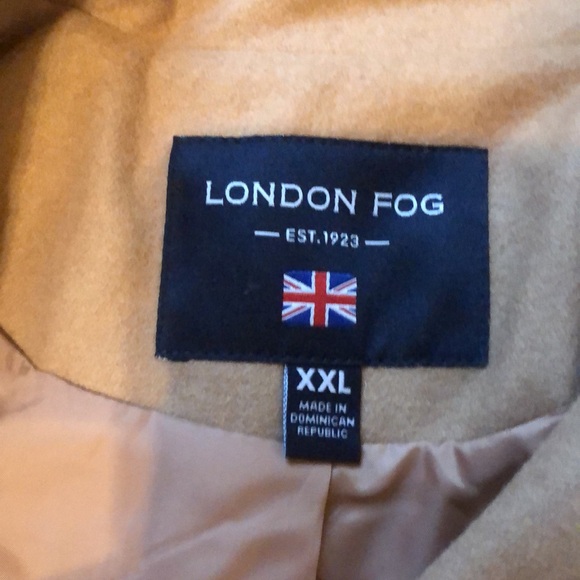 LONDON FOG
EST.1923
XXL
MADE IN
DOMINICAN
REPUBLIC